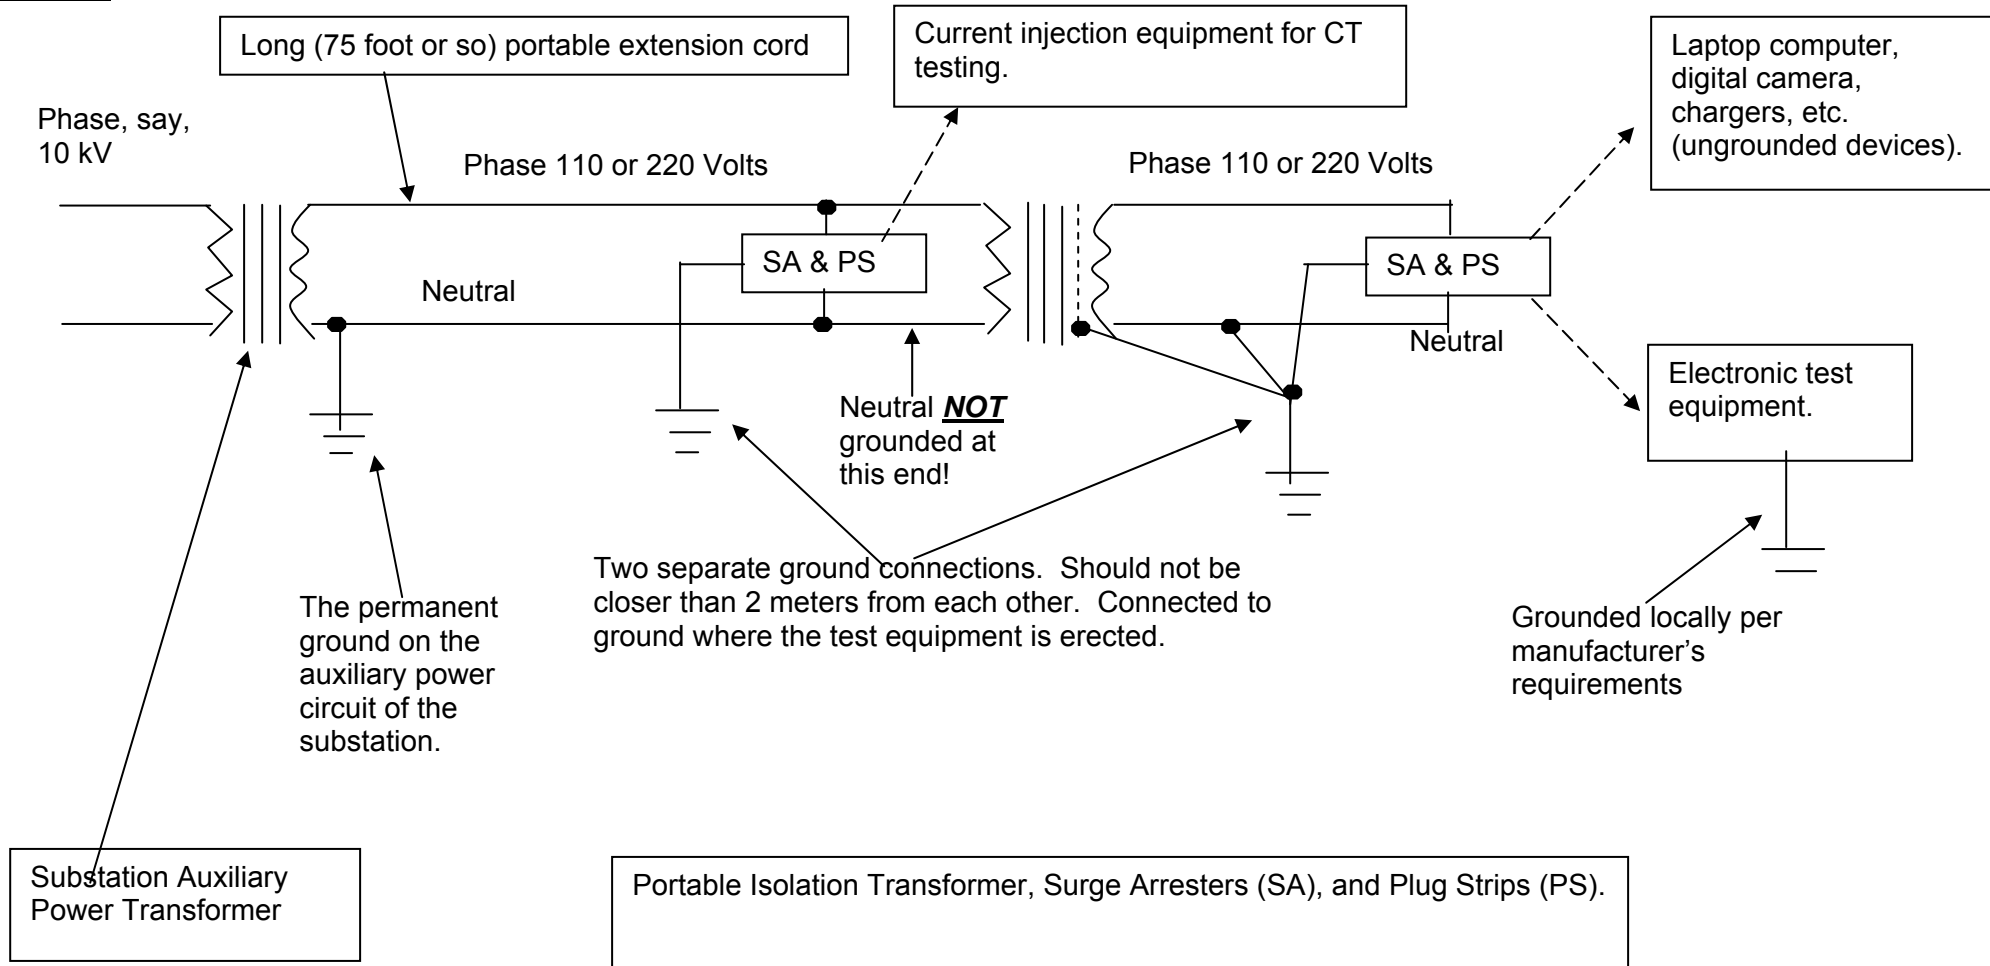 Long (75 foot or so) portable extension cord
Current injection equipment for CT
testing.
Laptop computer,
digital camera,
chargers, etc.
(ungrounded devices).
Phase, say,
10 kV
Phase 110 or 220 Volts
Phase 110 or 220 Volts
SA & PS
SA & PS
Neutral
Neutral
Neutral NOT
grounded at
this end!
Electronic test
equipment.
Two separate ground connections. Should not be
closer than 2 meters from each other. Connected to
ground where the test equipment is erected.
The permanent
ground on the
auxiliary power
circuit of the
substation.
Grounded locally per
manufacturer’s
requirements
Substation Auxiliary
Power Transformer
Portable Isolation Transformer, Surge Arresters (SA), and Plug Strips (PS).